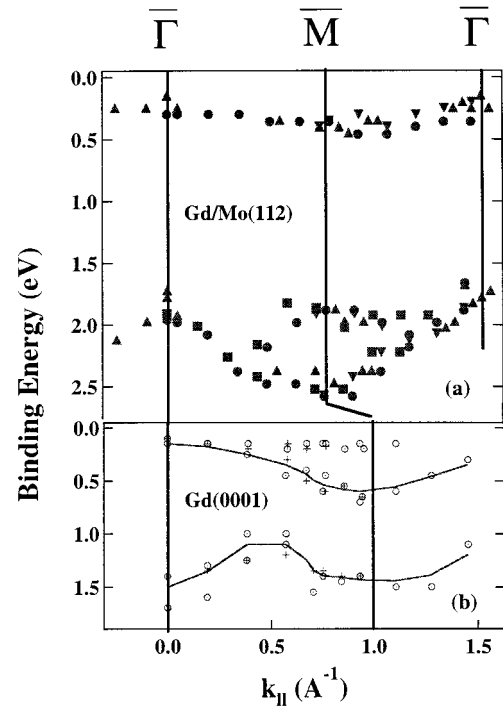 Γ M Γ
0.0
0.5
1.0
1.5
2.0
2.5
Gd/Mo(112)
(a)
Binding Energy (eV)
0.0
0.5
1.0
1.5
Gd(0001)
(b)
0.0 0.5 1.0 1.5
k|| (A⁻¹)